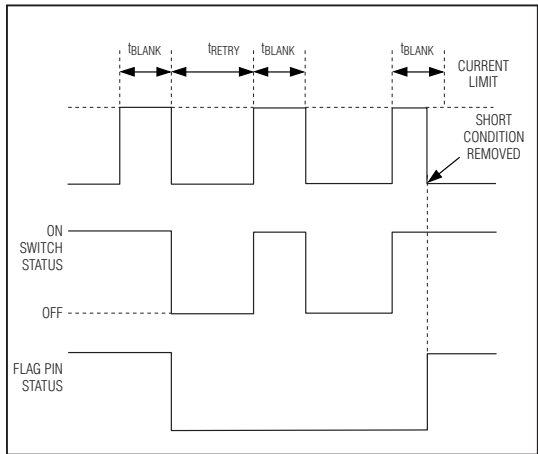 tBLANK
tRETRY
tBLANK
tBLANK
CURRENT
LIMIT
SHORT
CONDITION
REMOVED
ON
SWITCH
STATUS
OFF
FLAG PIN
STATUS